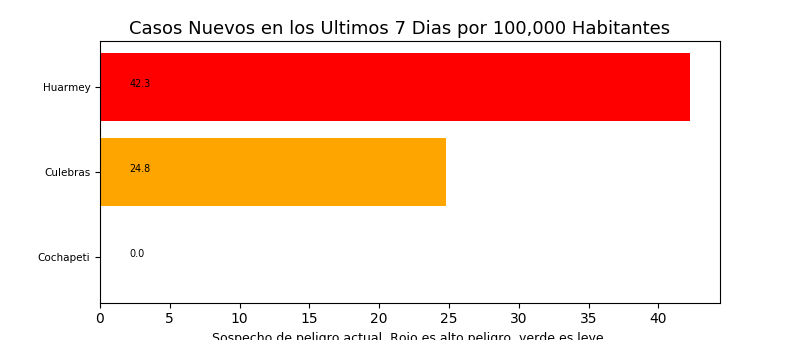 Casos Nuevos en los Ultimos 7 Dias por 100,000 Habitantes
Huarmey
42.3
Culebras
24.8
Cochapeti
0.0
0 5 10 15 20 25 30 35 40
Sospecho de peligro actual. Rojo es alto peligro, verde es leve